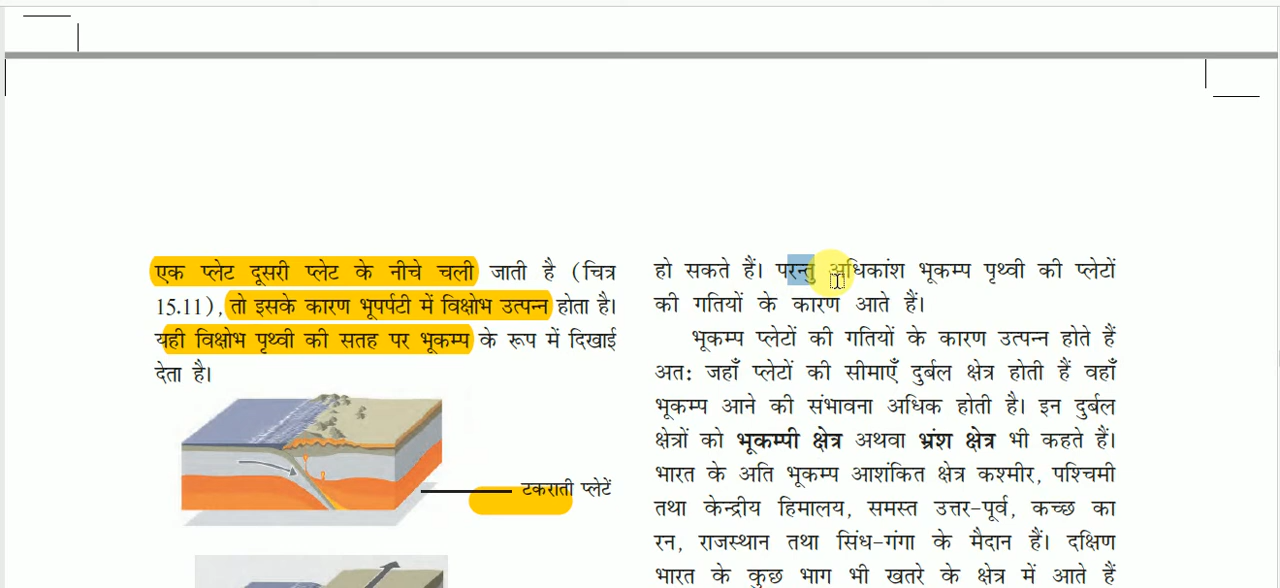 एक प्लेट दूसरी प्लेट के नीचे चली जाती है (चित्र
15.11), तो इसके कारण भूपर्पटी में विक्षोभ उत्पन्न होता है।
यही विक्षोभ पृथ्वी की सतह पर भूकम्प के रूप में दिखाई
देता है।
टकराती प्लेटें
हो सकते हैं। परन्तु अधिकांश भूकम्प पृथ्वी की प्लेटों
की गतियों के कारण आते हैं।
भूकम्प प्लेटों की गतियों के कारण उत्पन्न होते हैं
अत: जहाँ प्लेटों की सीमाएँ दुर्बल क्षेत्र होती हैं वहाँ
भूकम्प आने की संभावना अधिक होती है। इन दुर्बल
क्षेत्रों को भूकम्पी क्षेत्र अथवा भ्रंश क्षेत्र भी कहते हैं।
भारत के अति भूकम्प आशंकित क्षेत्र कश्मीर, पश्चिमी
तथा केन्द्रीय हिमालय, समस्त उत्तर-पूर्व, कच्छ का
रन, राजस्थान तथा सिंध-गंगा के मैदान हैं। दक्षिण
भारत के कुछ भाग भी खतरे के क्षेत्र में आते हैं